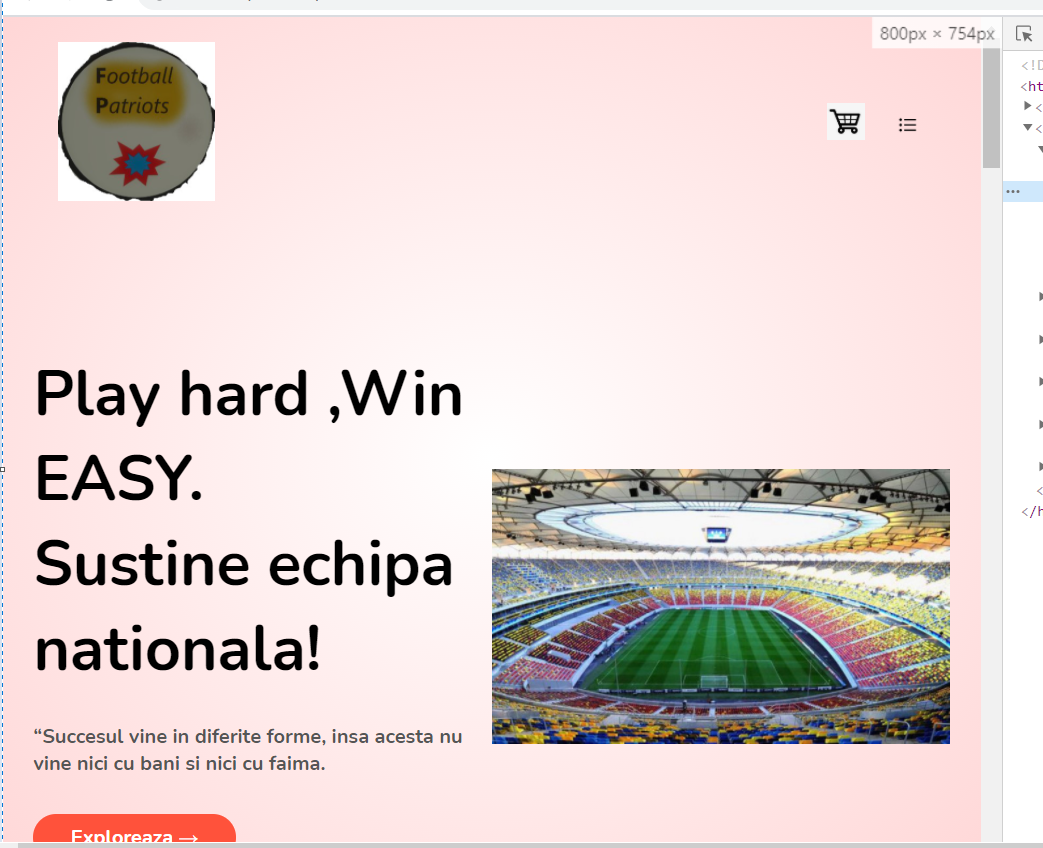 800px × 754px
Football
Patriots
<!D
<ht
<
<
...
Play hard ,Win
EASY.
Sustine echipa
nationala!
“Succesul vine in diferite forme, insa acesta nu
vine nici cu bani si nici cu faima.
Exploreaza →
<
</h